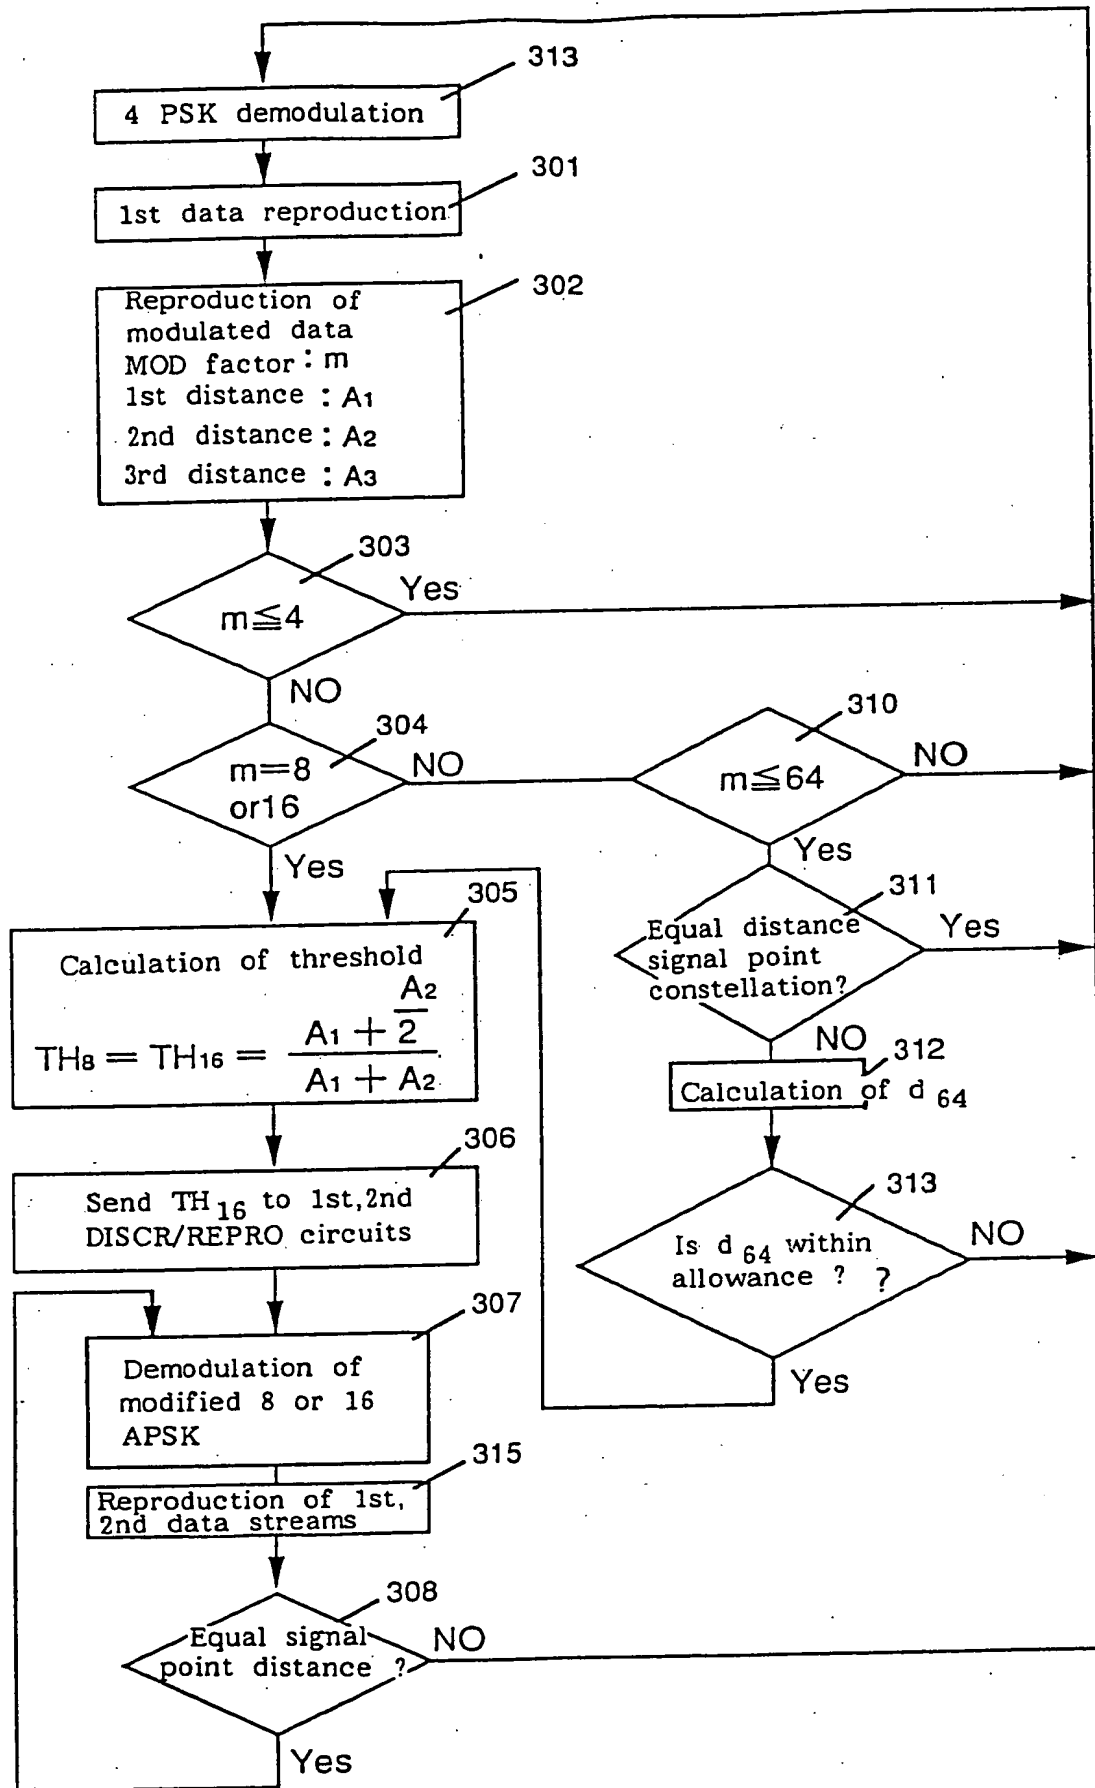 313
4 PSK demodulation
301
1st data reproduction
302
Reproduction of
modulated data
MOD factor : m
1st distance : A1
2nd distance : A2
3rd distance : A3
303
Yes
m≦4
NO
304
m=8
or16
NO
Yes
310
m≦64
NO
Yes
311
Equal distance
signal point
constellation?
Yes
NO
305
Calculation of threshold
TH8 = TH16 = (A1 + A2/2) / (A1 + A2)
312
Calculation of d 64
306
Send TH16 to 1st,2nd
DISCR/REPRO circuits
313
Is d 64 within
allowance ? ?
NO
Yes
307
Demodulation of
modified 8 or 16
APSK
315
Reproduction of 1st,
2nd data streams
308
Equal signal
point distance ?
NO
Yes